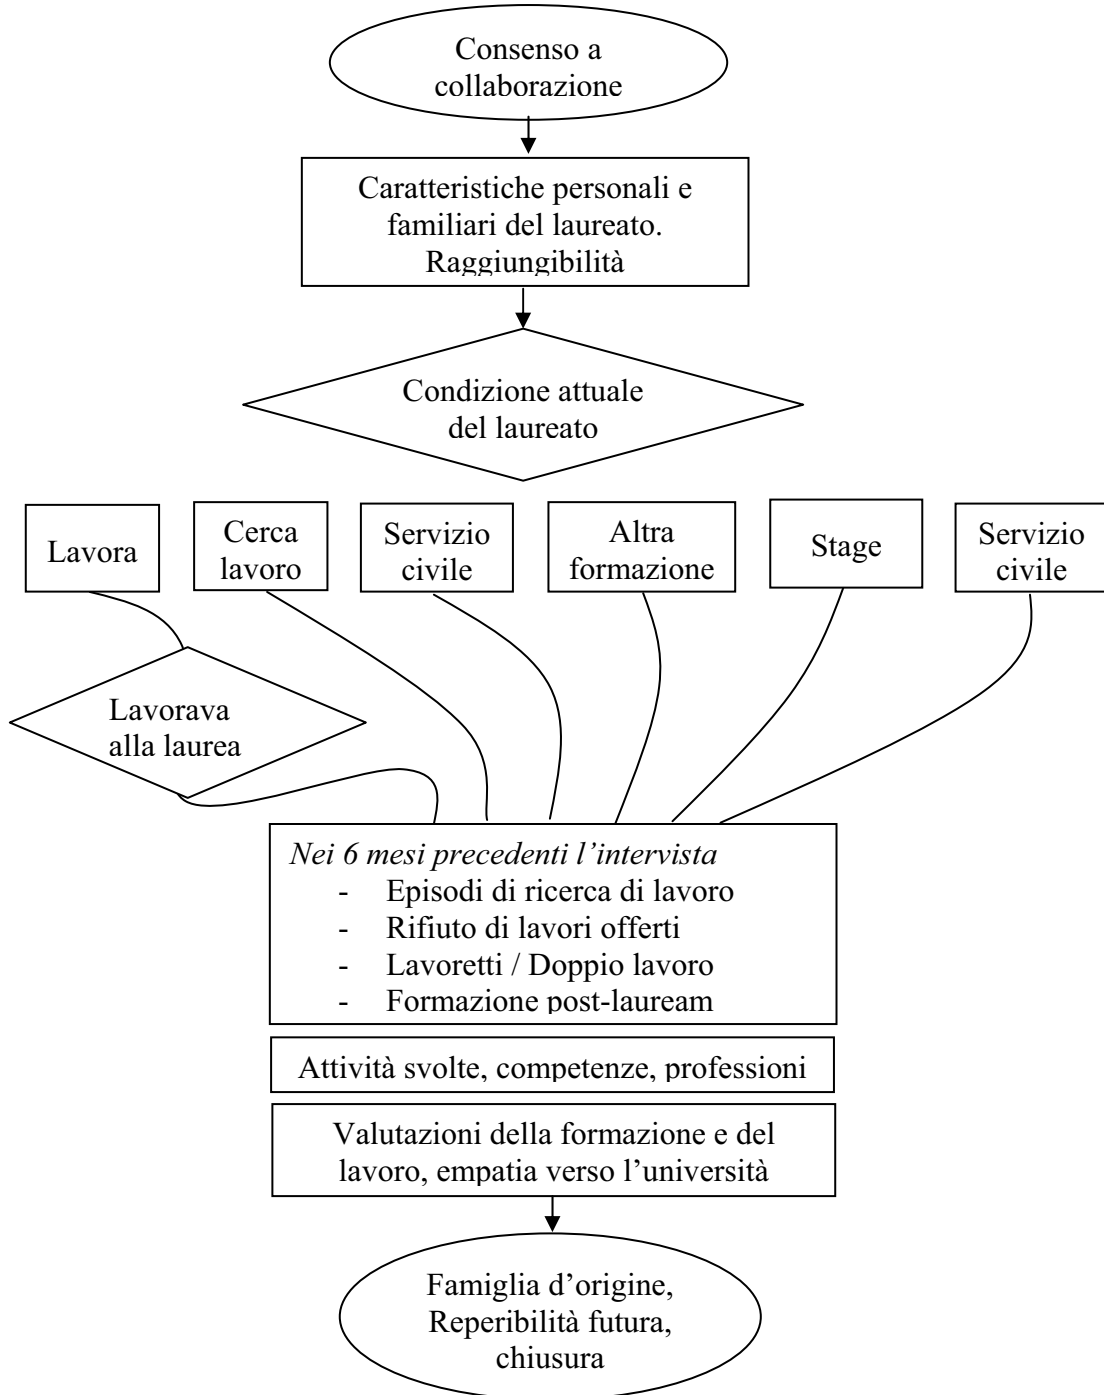 Consenso a
collaborazione
Caratteristiche personali e
familiari del laureato.
Raggiungibilità
Condizione attuale
del laureato
Lavora
Cerca
lavoro
Servizio
civile
Altra
formazione
Stage
Servizio
civile
Lavorava
alla laurea
Nei 6 mesi precedenti l’intervista
- Episodi di ricerca di lavoro
- Rifiuto di lavori offerti
- Lavoretti / Doppio lavoro
- Formazione post-lauream
Attività svolte, competenze, professioni
Valutazioni della formazione e del
lavoro, empatia verso l’università
Famiglia d’origine,
Reperibilità futura,
chiusura